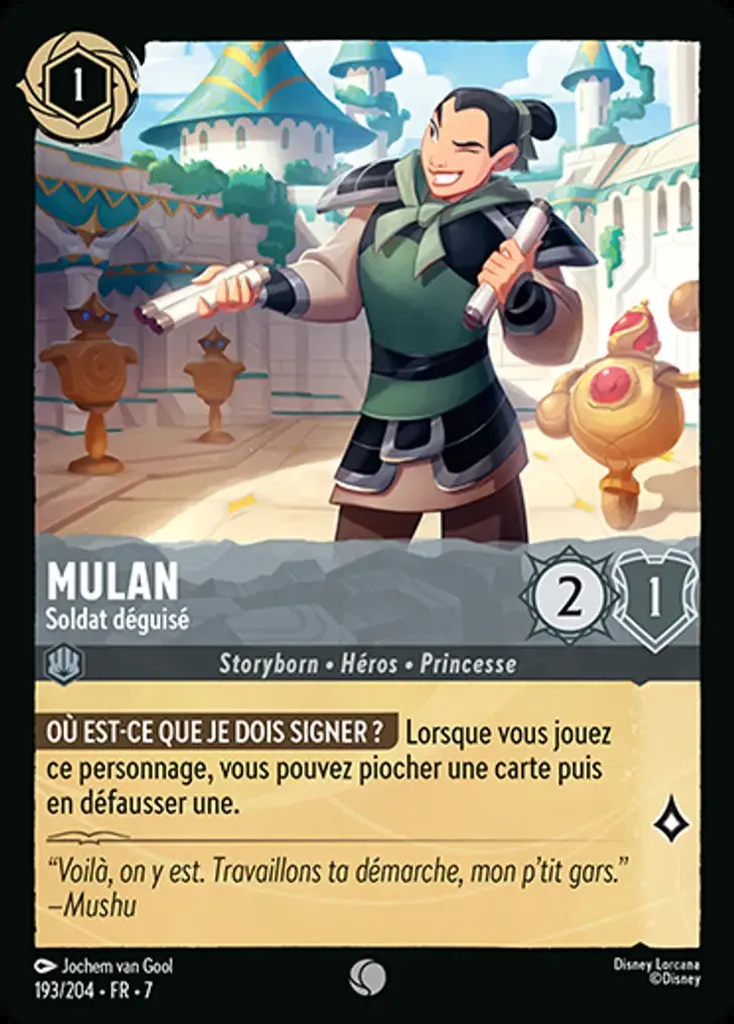 1
MULAN
Soldat déguisé
2
1
Storyborn • Héros • Princesse
OÙ EST-CE QUE JE DOIS SIGNER ? Lorsque vous jouez
ce personnage, vous pouvez piocher une carte puis
en défausser une.
“Voilà, on y est. Travaillons ta démarche, mon p’tit gars.”
–Mushu
Jochem van Gool
193/204 • FR • 7
Disney Lorcana
©Disney